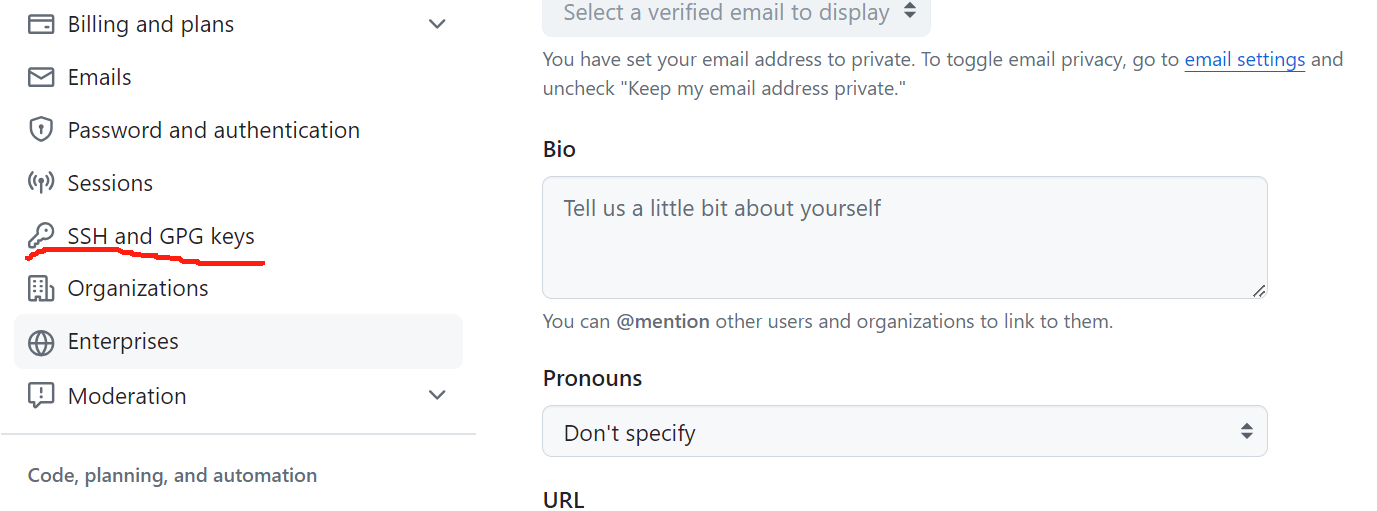 Billing and plans
Emails
Password and authentication
Sessions
SSH and GPG keys
Organizations
Enterprises
Moderation
Code, planning, and automation
Select a verified email to display
You have set your email address to private. To toggle email privacy, go to email settings and
uncheck "Keep my email address private."
Bio
Tell us a little bit about yourself
You can @mention other users and organizations to link to them.
Pronouns
Don't specify
URL